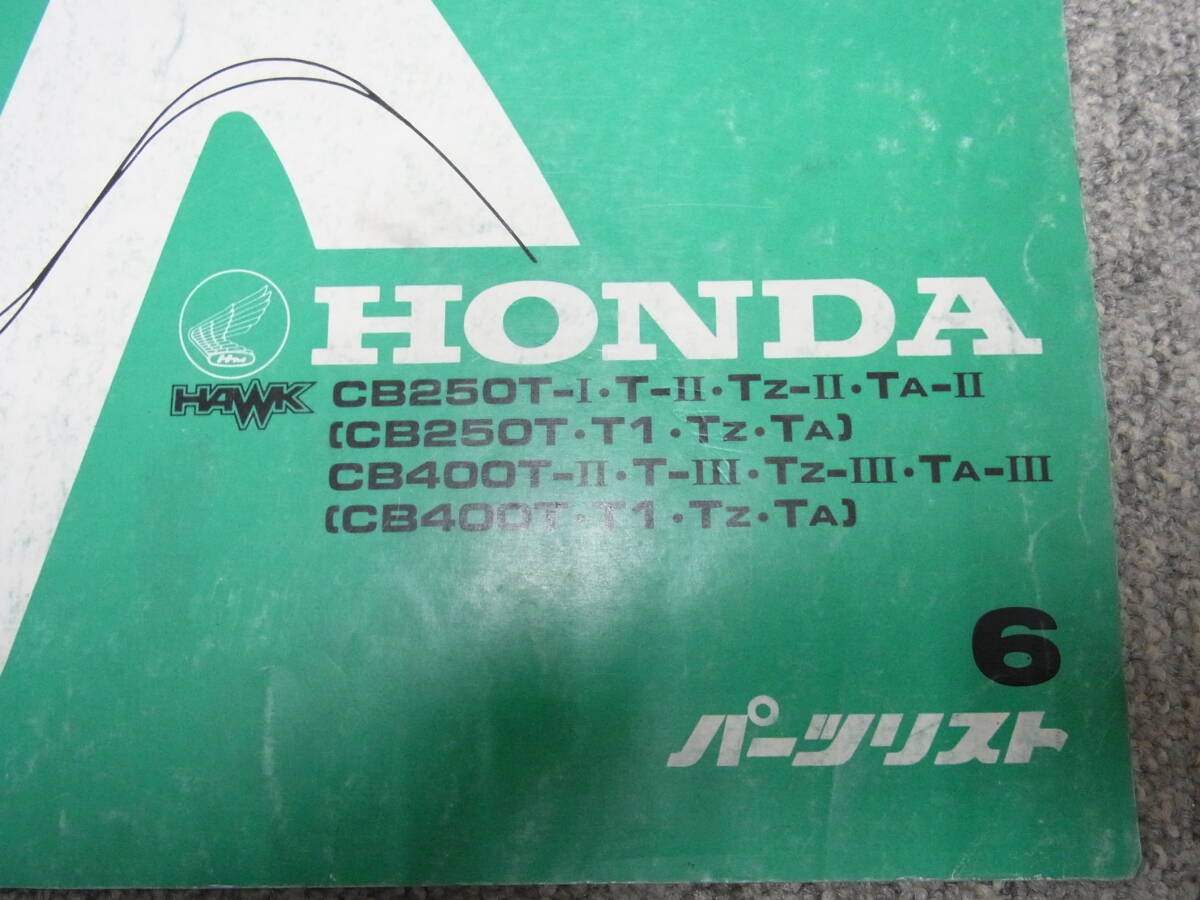 HONDA
HAWK CB250T-I・T-II・TZ-II・TA-II
(CB250T・T1・TZ・TA)
CB400T-II・T-III・TZ-III・TA-III
(CB400T・T1・TZ・TA)
6
パーツリスト